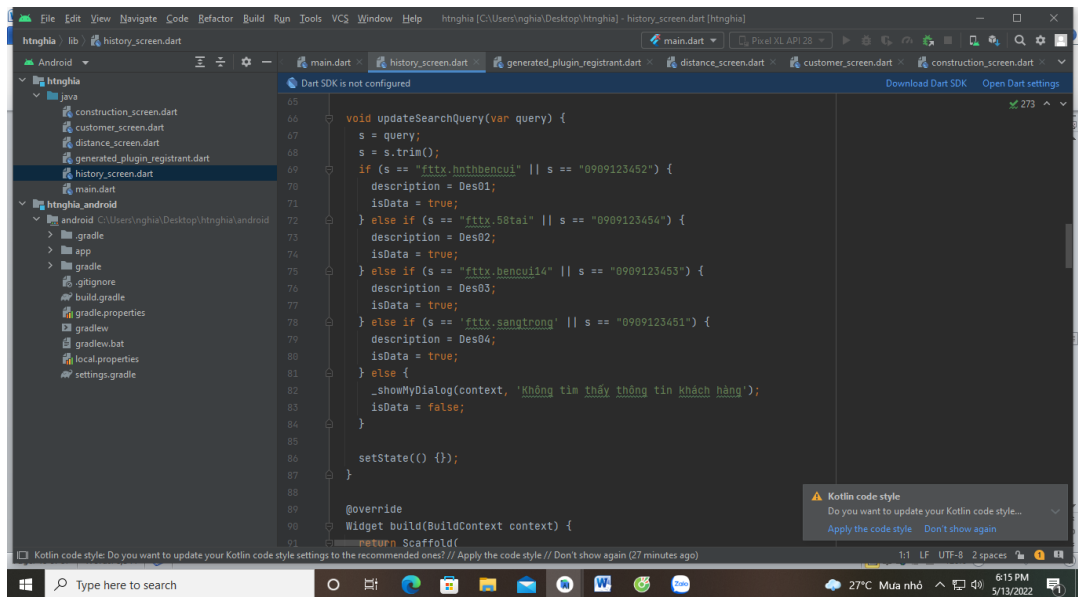 File Edit View Navigate Code Refactor Build Run Tools VCS Window Help htnghia [C:\Users\nghia\Desktop\htnghia] - history_screen.dart [htnghia]
htnghia lib history_screen.dart main.dart Pixel XL API 28
Android main.dart history_screen.dart generated_plugin_registrant.dart distance_screen.dart customer_screen.dart construction_screen.dart
Dart SDK is not configured Download Dart SDK Open Dart settings
273
htnghia
java
construction_screen.dart
customer_screen.dart
distance_screen.dart
generated_plugin_registrant.dart
history_screen.dart
main.dart
htnghia_android
android C:\Users\nghia\Desktop\htnghia\android
.gradle
app
gradle
.gitignore
build.gradle
gradle.properties
gradlew
gradlew.bat
local.properties
settings.gradle
65
66 void updateSearchQuery(var query) {
67 s = query;
68 s = s.trim();
69 if (s == "fttx.hnthbencui" || s == "0909123452") {
70 description = Des01;
71 isData = true;
72 } else if (s == "fttx.58tai" || s == "0909123454") {
73 description = Des02;
74 isData = true;
75 } else if (s == "fttx.bencui14" || s == "0909123453") {
76 description = Des03;
77 isData = true;
78 } else if (s == 'fttx.sangtrong' || s == "0909123451") {
79 description = Des04;
80 isData = true;
81 } else {
82 _showMyDialog(context, 'Không tìm thấy thông tin khách hàng');
83 isData = false;
84 }
85
86 setState(() {});
87 }
88
89 @override
90 Widget build(BuildContext context) {
91 return Scaffold(
Kotlin code style
Do you want to update your Kotlin code style...
Apply the code style Don't show again
Kotlin code style: Do you want to update your Kotlin code style settings to the recommended ones? // Apply the code style // Don't show again (27 minutes ago) 1:1 LF UTF-8 2 spaces
Type here to search W Zalo 27°C Mưa nhỏ 6:15 PM
5/13/2022